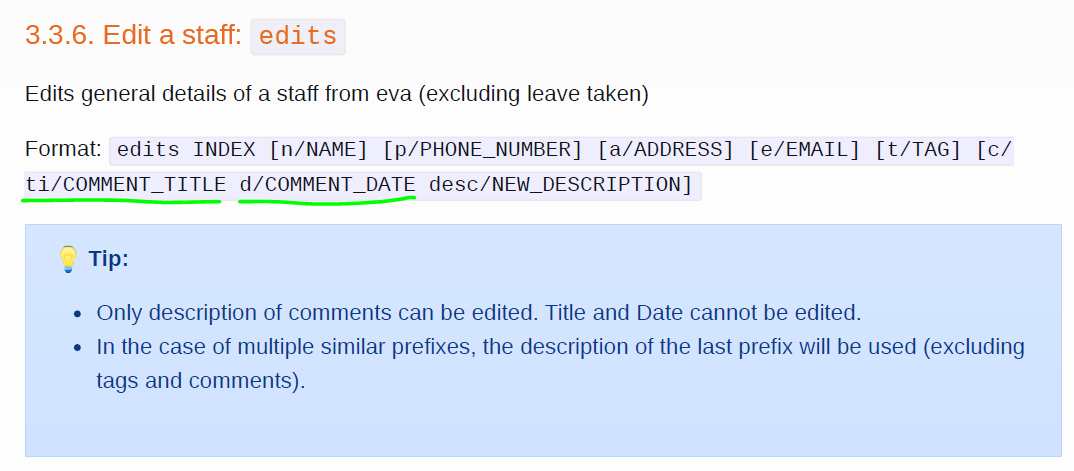 3.3.6. Edit a staff: edits
Edits general details of a staff from eva (excluding leave taken)
Format: edits INDEX [n/NAME] [p/PHONE_NUMBER] [a/ADDRESS] [e/EMAIL] [t/TAG] [c/
ti/COMMENT_TITLE d/COMMENT_DATE desc/NEW_DESCRIPTION]
Tip:
• Only description of comments can be edited. Title and Date cannot be edited.
• In the case of multiple similar prefixes, the description of the last prefix will be used (excluding
tags and comments).